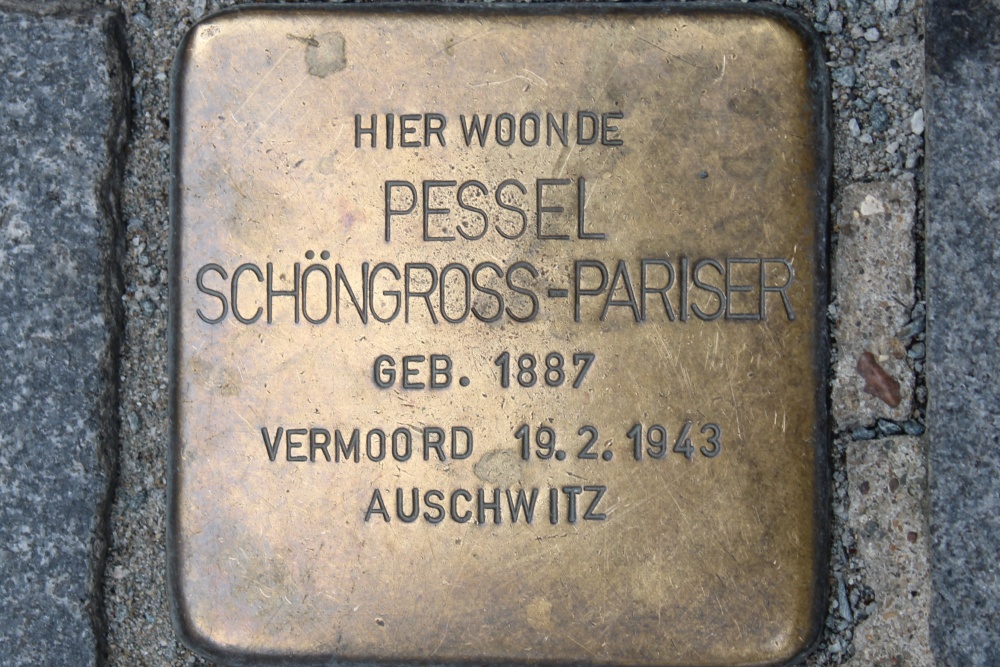 HIER WOONDE
PESSEL
SCHÖNGROSS-PARISER
GEB. 1887
VERMOORD 19.2.1943
AUSCHWITZ